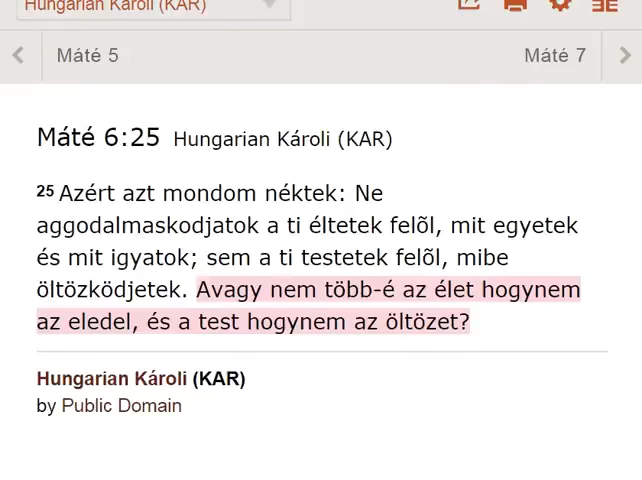 Hungarian Károli (KAR)
Máté 5
Máté 7
Máté 6:25 Hungarian Károli (KAR)
25 Azért azt mondom néktek: Ne
aggodalmaskodjatok a ti éltetek felõl, mit egyetek
és mit igyatok; sem a ti testetek felõl, mibe
öltözködjetek. Avagy nem több-é az élet hogynem
az eledel, és a test hogynem az öltözet?
Hungarian Károli (KAR)
by Public Domain